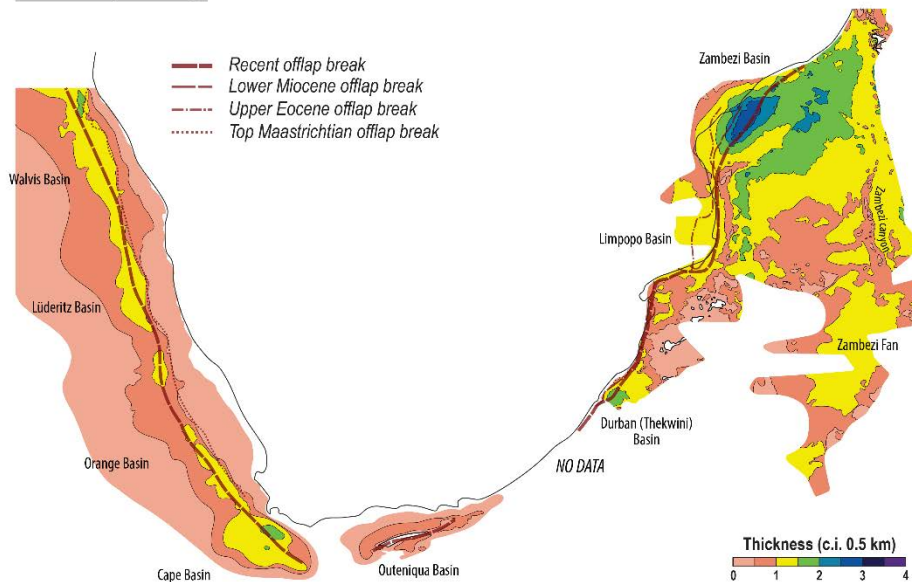 Recent offlap break
Lower Miocene offlap break
Upper Eocene offlap break
Top Maastrichtian offlap break
Zambezi Basin
Walvis Basin
Zambezi Canyon
Limpopo Basin
Lüderitz Basin
Zambezi Fan
Durban (Thekwini)
Basin
Orange Basin
NO DATA
Thickness (c.i. 0.5 km)
0 1 2 3 4
Outeniqua Basin
Cape Basin